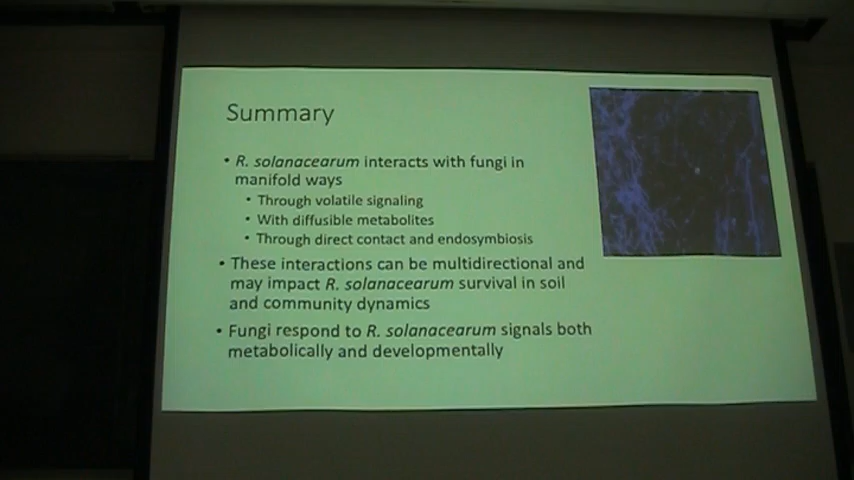 Summary
• R. solanacearum interacts with fungi in
manifold ways
• Through volatile signaling
• With diffusible metabolites
• Through direct contact and endosymbiosis
• These interactions can be multidirectional and
may impact R. solanacearum survival in soil
and community dynamics
• Fungi respond to R. solanacearum signals both
metabolically and developmentally